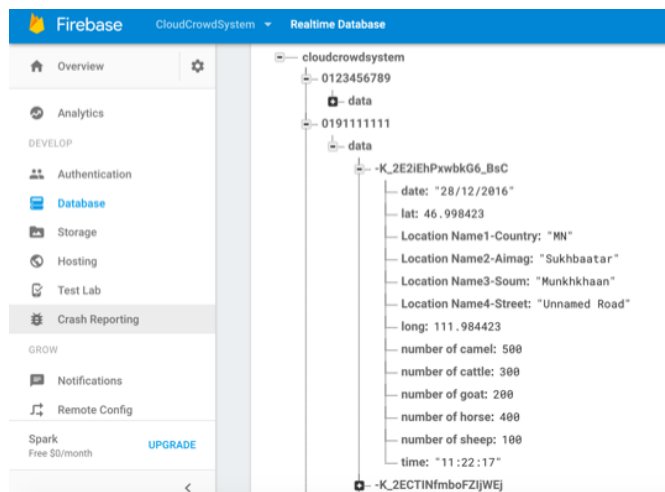 Firebase
CloudCrowdSystem
Realtime Database
Overview
Analytics
DEVELOP
Authentication
Database
Storage
Hosting
Test Lab
Crash Reporting
GROW
Notifications
Remote Config
Spark
Free $0/month
UPGRADE
cloudcrowdsystem
0123456789
data
0191111111
data
-K_2E2iEhPxwbkG6_BsC
date: "28/12/2016"
lat: 46.998423
Location Name1-Country: "MN"
Location Name2-Aimag: "Sukhbaatar"
Location Name3-Soum: "Munkhkhaan"
Location Name4-Street: "Unnamed Road"
long: 111.984423
number of camel: 500
number of cattle: 300
number of goat: 200
number of horse: 400
number of sheep: 100
time: "11:22:17"
-K_2ECTINfmboFZIjWEj